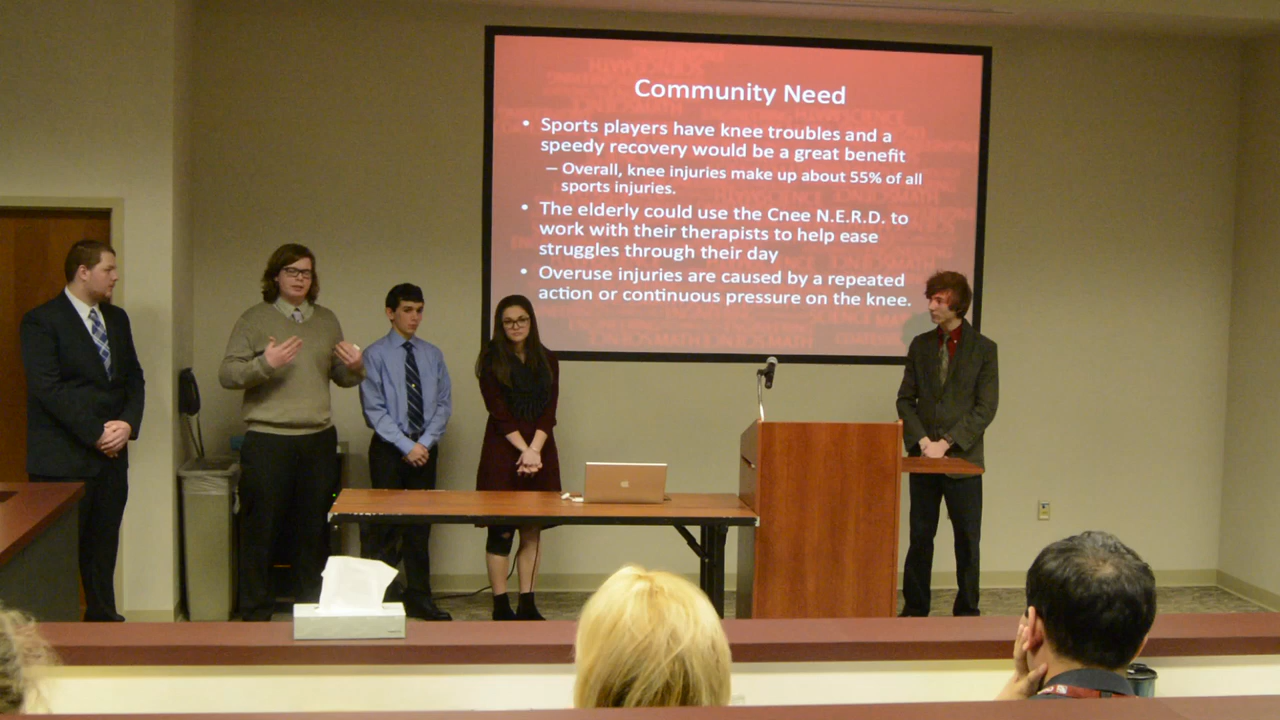 Community Need
• Sports players have knee troubles and a
speedy recovery would be a great benefit
– Overall, knee injuries make up about 55% of all
sports injuries.
• The elderly could use the Cnee N.E.R.D. to
work with their therapists to help ease
struggles through their day
• Overuse injuries are caused by a repeated
action or continuous pressure on the knee.